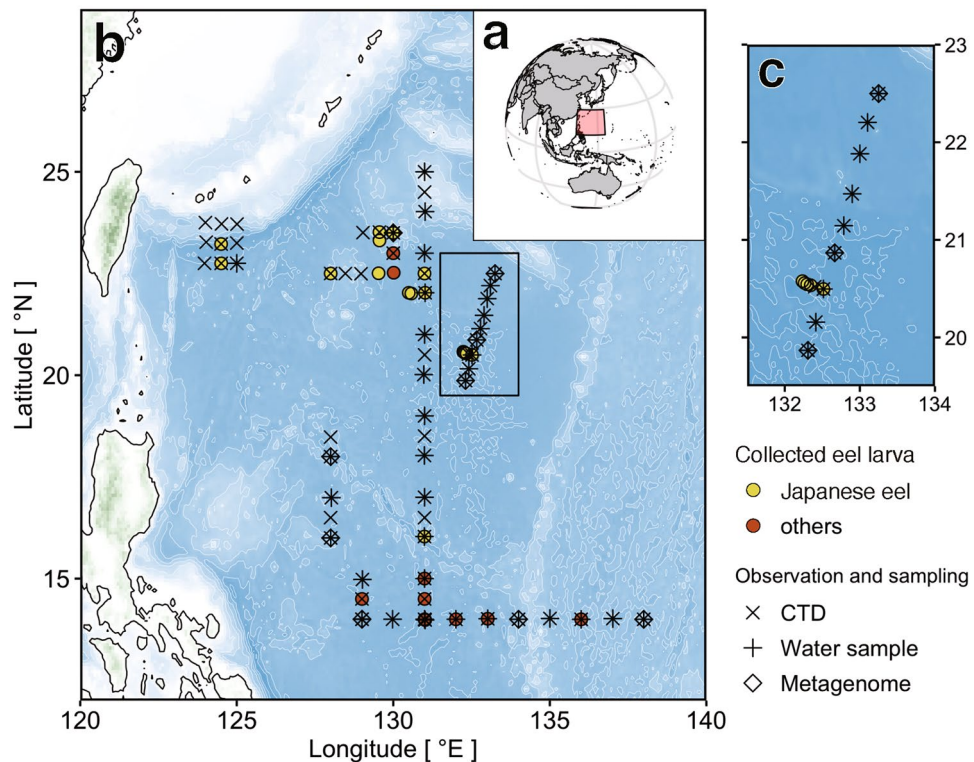 b
a
c
25
20
15
Latitude [ °N ]
120
125
130
135
140
Longitude [ °E ]
23
22
21
20
132
133
134
Collected eel larva
Japanese eel
others
Observation and sampling
CTD
Water sample
Metagenome